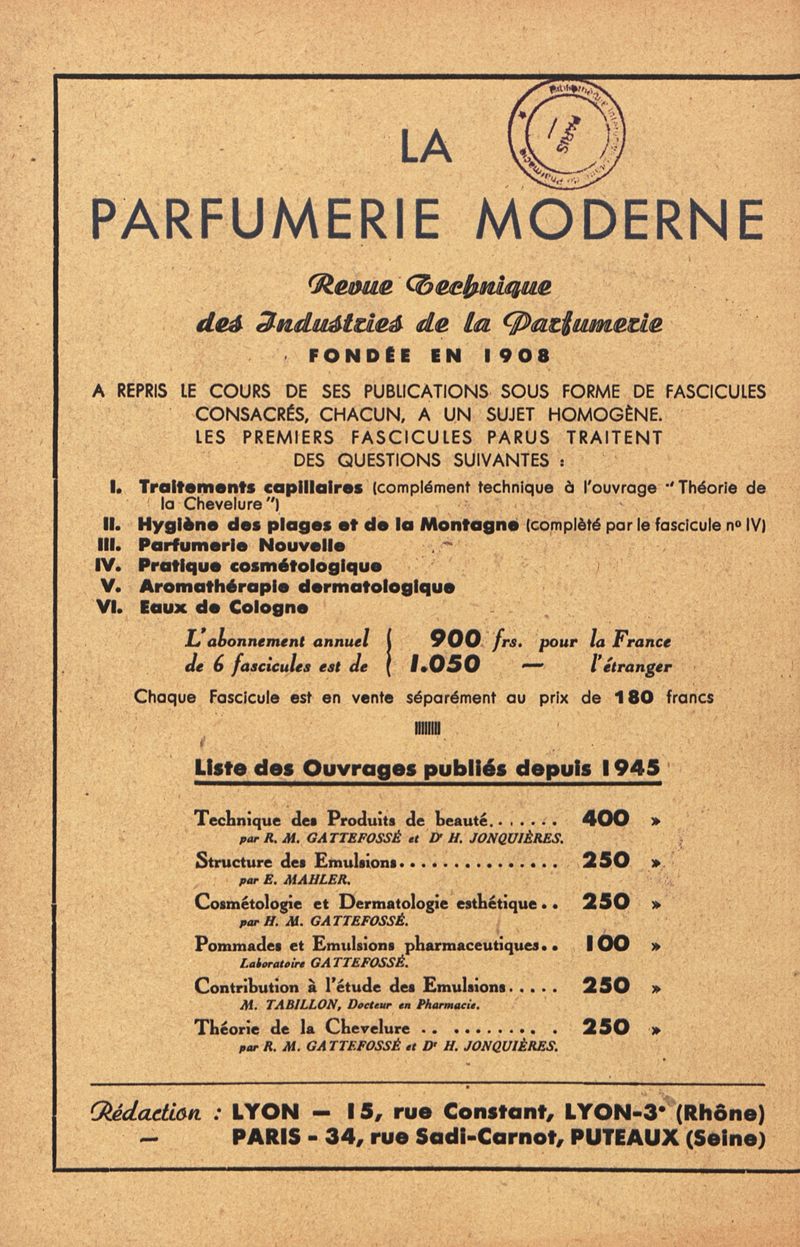 LA
PARFUMERIE MODERNE
Revue Technique
des Industries de la Parfumerie
FONDÉE EN 1908
A REPRIS LE COURS DE SES PUBLICATIONS SOUS FORME DE FASCICULES
CONSACRÉS, CHACUN, A UN SUJET HOMOGÈNE.
LES PREMIERS FASCICULES PARUS TRAITENT
DES QUESTIONS SUIVANTES :
I. Traitements capillaires (complément technique à l'ouvrage "Théorie de
la Chevelure")
II. Hygiène des plages et de la Montagne (complèté par le fascicule nº IV)
III. Parfumerie Nouvelle
IV. Pratique cosmétologique
V. Aromathérapie dermatologique
VI. Eaux de Cologne
L'abonnement annuel { 900 frs. pour la France
de 6 fascicules est de { 1.050 — l'étranger
Chaque Fascicule est en vente séparément au prix de 180 francs
Liste des Ouvrages publiés depuis 1945
Technique des Produits de beauté....... 400 »
par R. M. GATTEFOSSÉ et Dr H. JONQUIÈRES.
Structure des Emulsions............... 250 »
par E. MAHLER.
Cosmétologie et Dermatologie esthétique.. 250 »
par H. M. GATTEFOSSÉ.
Pommades et Emulsions pharmaceutiques.. 100 »
Laboratoire GATTEFOSSÉ.
Contribution à l'étude des Emulsions..... 250 »
M. TABILLON, Docteur en Pharmacie.
Théorie de la Chevelure .. ......... . 250 »
par R. M. GATTEFOSSÉ et Dr H. JONQUIÈRES.
Rédaction : LYON — 15, rue Constant, LYON-3e (Rhône)
— PARIS - 34, rue Sadi-Carnot, PUTEAUX (Seine)
PARIS